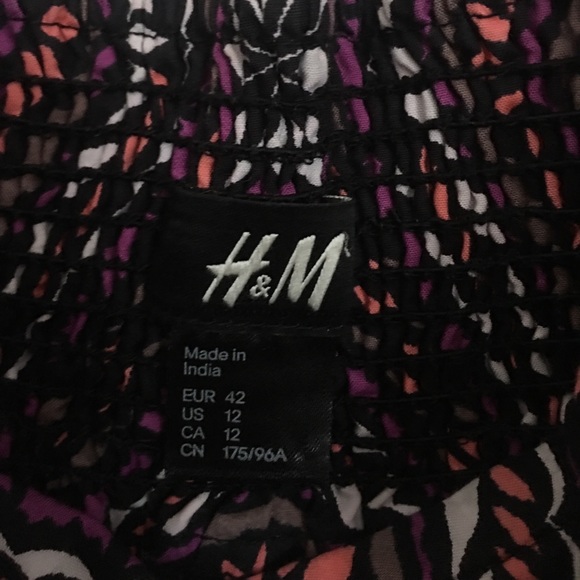 H&M
Made in
India
EUR 42
US 12
CA 12
CN 175/96A